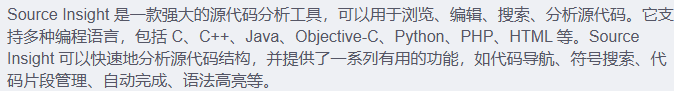 Source Insight 是一款强大的源代码分析工具，可以用于浏览、编辑、搜索、分析源代码。它支
持多种编程语言，包括 C、C++、Java、Objective-C、Python、PHP、HTML 等。Source
Insight 可以快速地分析源代码结构，并提供了一系列有用的功能，如代码导航、符号搜索、代
码片段管理、自动完成、语法高亮等。